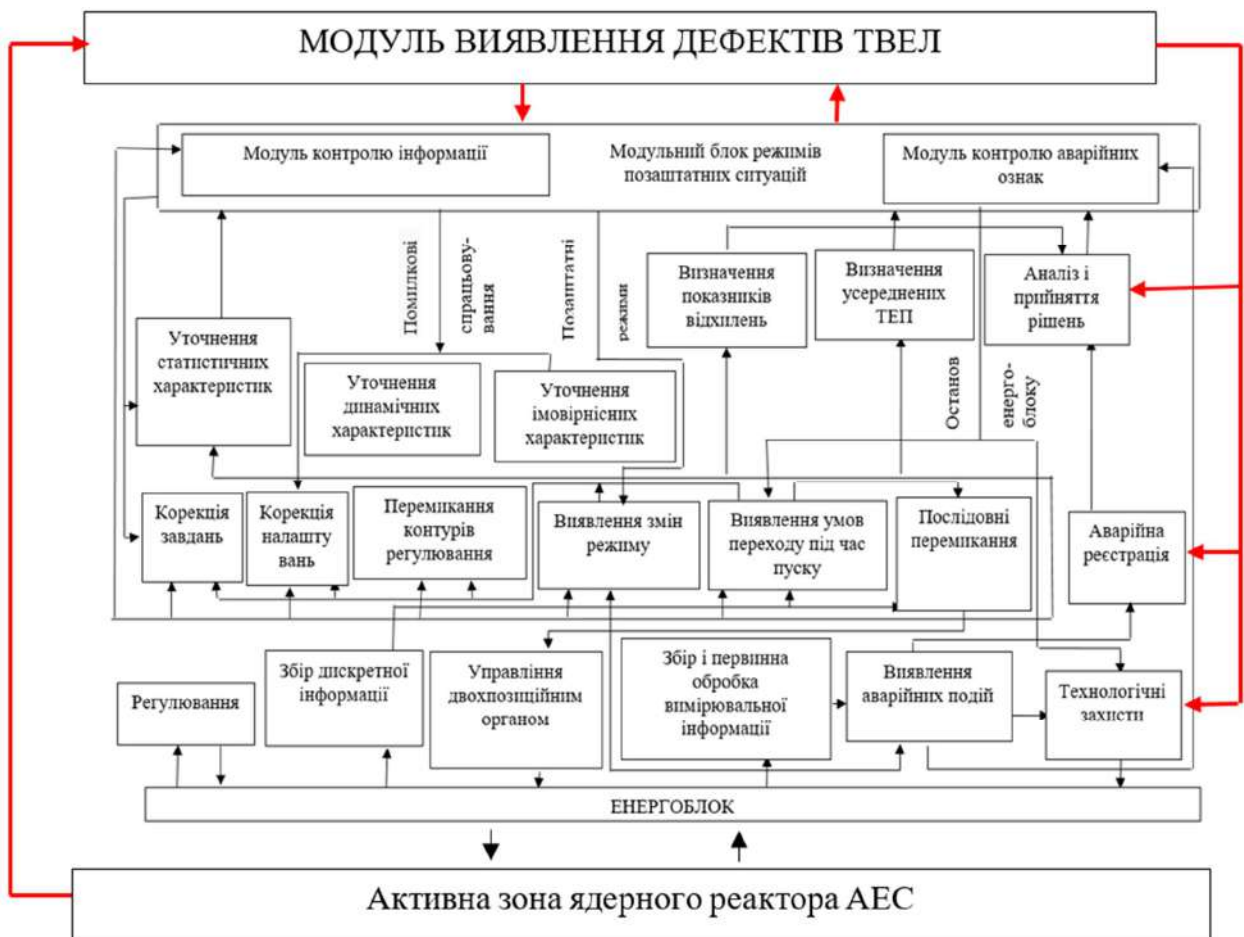 МОДУЛЬ ВИЯВЛЕННЯ ДЕФЕКТІВ ТВЕЛ
Модуль контролю інформації
Модульний блок режимів
позаштатних ситуацій
Модуль контролю аварійних
ознак
Помилкові
спрацьову-
вання
Позаштатні
режими
Визначення
показників
відхилень
Визначення
усереднених
ТЕП
Аналіз і
прийняття
рішень
Уточнення
статистичних
характеристик
Уточнення
динамічних
характеристик
Уточнення
імовірнісних
характеристик
Останов
енерго-
блоку
Корекція
завдань
Корекція
налашту
вань
Перемикання
контурів
регулювання
Виявлення змін
режиму
Виявлення умов
переходу під час
пуску
Послідовні
перемикання
Аварійна
реєстрація
Регулювання
Збір дискретної
інформації
Управління
двохпозиційним
органом
Збір і первинна
обробка
вимірювальної
інформації
Виявлення
аварійних подій
Технологічні
захисти
ЕНЕРГОБЛОК
Активна зона ядерного реактора АЕС